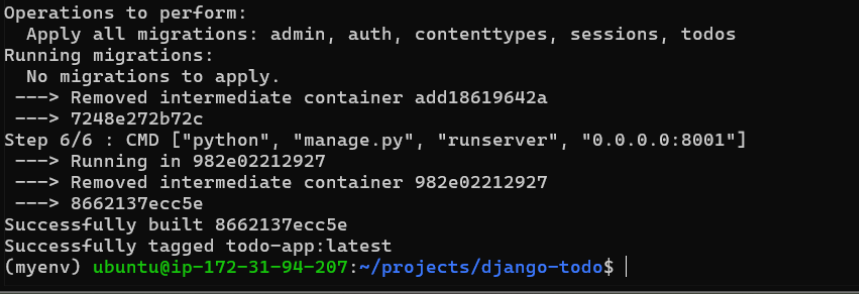 Operations to perform:
  Apply all migrations: admin, auth, contenttypes, sessions, todos
Running migrations:
  No migrations to apply.
 ---> Removed intermediate container add18619642a
 ---> 7248e272b72c
Step 6/6 : CMD ["python", "manage.py", "runserver", "0.0.0.0:8001"]
 ---> Running in 982e02212927
 ---> Removed intermediate container 982e02212927
 ---> 8662137ecc5e
Successfully built 8662137ecc5e
Successfully tagged todo-app:latest
(myenv) ubuntu@ip-172-31-94-207:~/projects/django-todo$